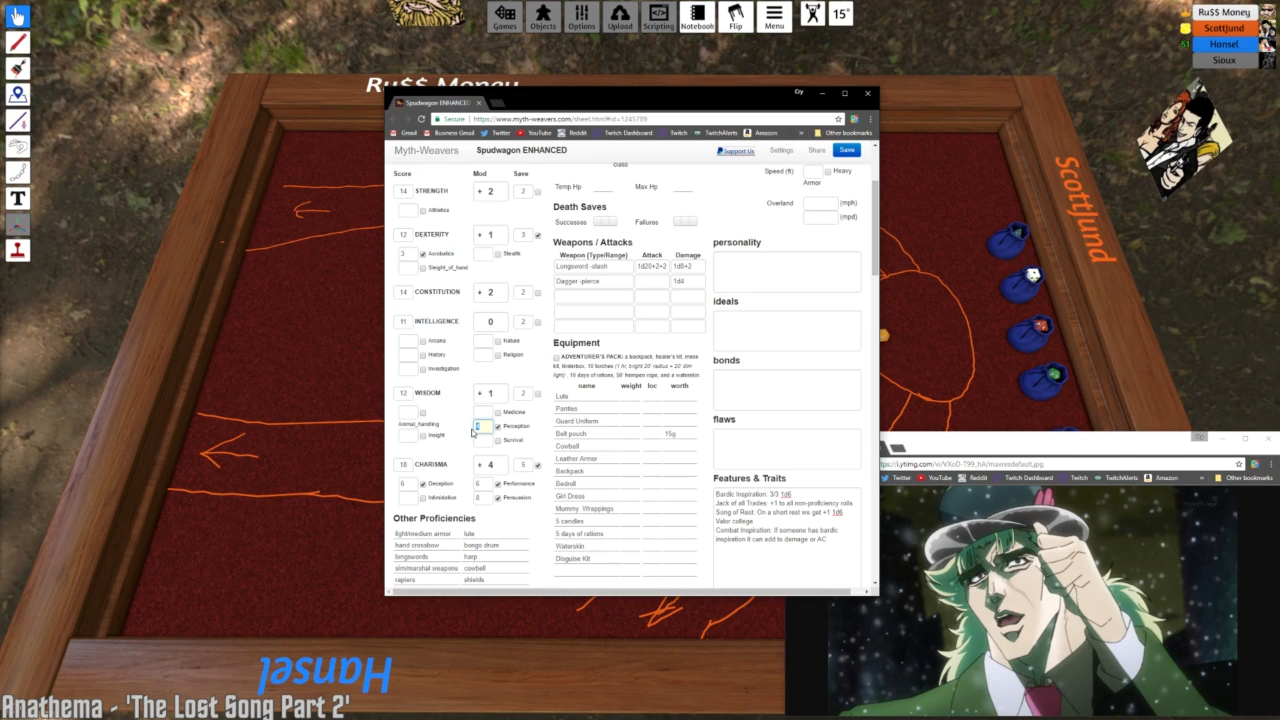 Games
Objects
Options
Upload
Scripting
Notebook
Flip
Menu
15°
Ru$$ Money
ScottJund
Hansel
Sioux
Ru$$ Money
ScottJund
Hansel
T
Cry
Spudwagon ENHANCED
Secure
https://www.myth-weavers.com/sheet.html#id=1245709
Gmail
Business Gmail
Twitter
YouTube
Reddit
Twitch Dashboard
Twitch
TwitchAlerts
Amazon
»
Other bookmarks
Myth-Weavers
Spudwagon ENHANCED
Support Us
Settings
Share
Save
Score
Mod
Save
14 STRENGTH + 2 2
Athletics
12 DEXTERITY + 1 3
3 Acrobatics
Stealth
Sleight_of_hand
14 CONSTITUTION + 2 2
11 INTELLIGENCE 0 2
Arcana
Nature
History
Religion
Investigation
12 WISDOM + 1 2
Medicine
Animal_handling
Perception
Insight
Survival
18 CHARISMA + 4 5
6 Deception
6 Performance
Intimidation
8 Persuasion
Other Proficiencies
light/medium armor lute
hand crossbow bongo drum
longswords harp
sim/marshal weapons cowbell
rapiers shields
Class
Temp Hp
Max Hp
Death Saves
Successes
Failures
Weapons / Attacks
Weapon (Type/Range) Attack Damage
Longsword -slash 1d20+2+2 1d8+2
Dagger -pierce 1d4
Equipment
ADVENTURER'S PACK: a backpack, healer's kit, mess
kit, tinderbox, 10 torches (1 hr, bright 20' radius + 20' dim
light) , 10 days of rations, 50' hempen rope, and a waterskin
name weight loc worth
Lute
Panties
Guard Uniform
Belt pouch 15g
Cowbell
Leather Armor
Backpack
Bedroll
Girl Dress
Mummy Wrappings
5 candles
5 days of rations
Waterskin
Disguise Kit
Speed (ft)
Heavy
Armor
Overland
(mph)
(mpd)
personality
ideals
bonds
flaws
Features & Traits
Bardic Inspiration: 3/3 1d6
Jack of all Trades: +1 to all non-proficiency rolls
Song of Rest: On a short rest we get +1 1d6
Valor college
Combat Inspiration: If someone has bardic
inspiration it can add to damage or AC
ps://i.ytimg.com/vi/VXoD-T99_hA/maxresdefault.jpg
Twitter
YouTube
Reddit
Twitch Dashboard
Twitch
TwitchAlerts
Amazon
»
Other bookmarks
Anathema - 'The Lost Song Part 2'